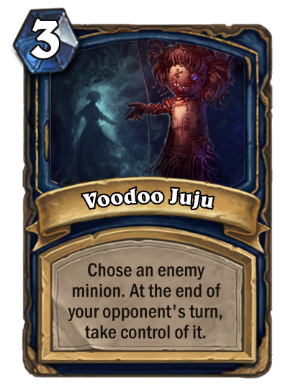 3
Voodoo Juju
Chose an enemy
minion. At the end of
your opponent's turn,
take control of it.